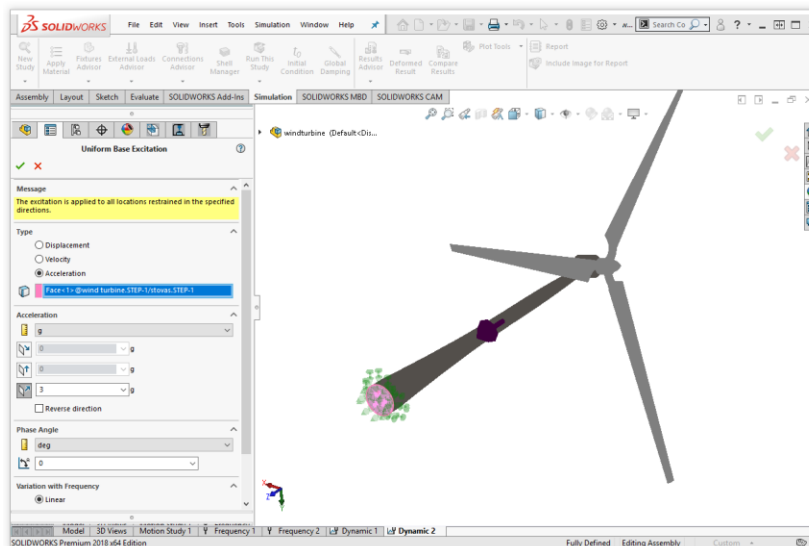 SOLIDWORKS File Edit View Insert Tools Simulation Window Help Search Co
New Study
Apply Material
Fixtures Advisor
External Loads Advisor
Connections Advisor
Shell Manager
Run This Study
Initial Condition
Global Damping
Results Advisor
Deformed Result
Compare Results
Plot Tools
Report
Include Image for Report
Assembly Layout Sketch Evaluate SOLIDWORKS Add-Ins Simulation SOLIDWORKS MBD SOLIDWORKS CAM
windturbine (Default<Dis...
Uniform Base Excitation
Message
The excitation is applied to all locations restrained in the specified
directions.
Type
Displacement
Velocity
Acceleration
Face<1>@wind turbine.STEP-1/stovas.STEP-1
Acceleration
g
0 g
0 g
3 g
Reverse direction
Phase Angle
deg
0
Variation with Frequency
Linear
Model 3D Views Motion Study 1 Frequency 1 Frequency 2 Dynamic 1 Dynamic 2
SOLIDWORKS Premium 2018 x64 Edition Fully Defined Editing Assembly Custom